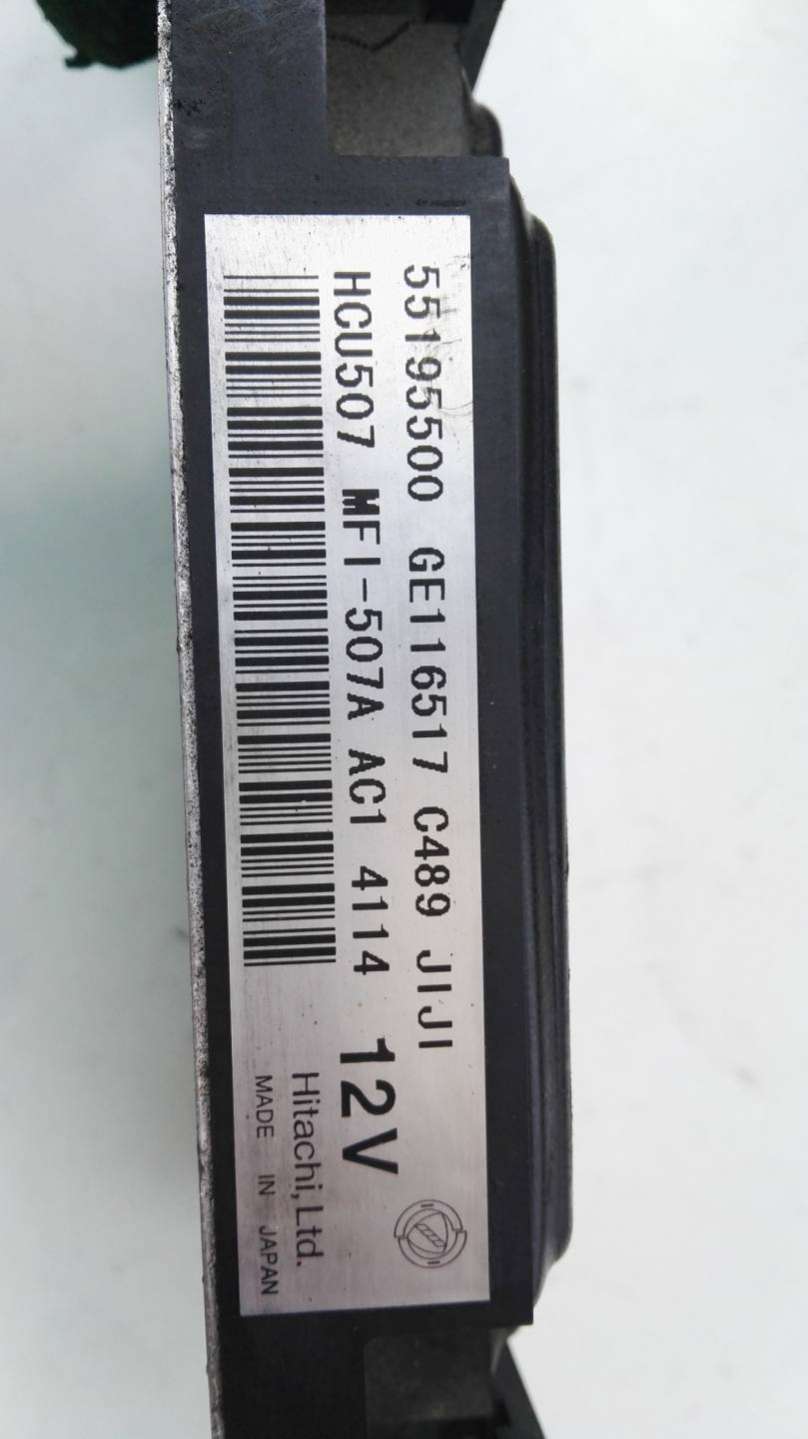 55195500 GE116517 C489 JIJI
HCU507 MFI-507A AC1 4114 12V
Hitachi, Ltd.
MADE IN JAPAN